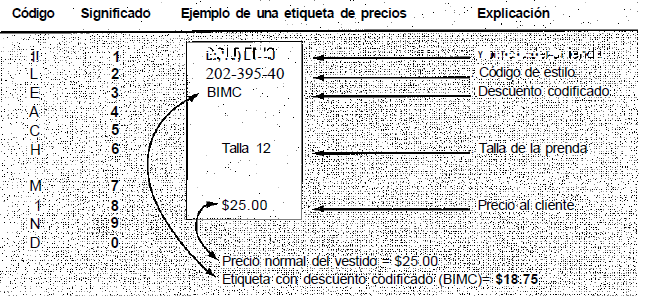 Código Significado Ejemplo de una etiqueta de precios Explicación
1
L 2 202-395-40 Código de estilo
E 3 BIMC Descuento codificado
A 4
C 5
H 6 Talla 12 Talla de la prenda
M 7
I 8 $25.00 Precio al cliente
N 9
D 0
Precio normal del vestido = $25.00
Etiqueta con descuento codificado (BIMC)= $18.75